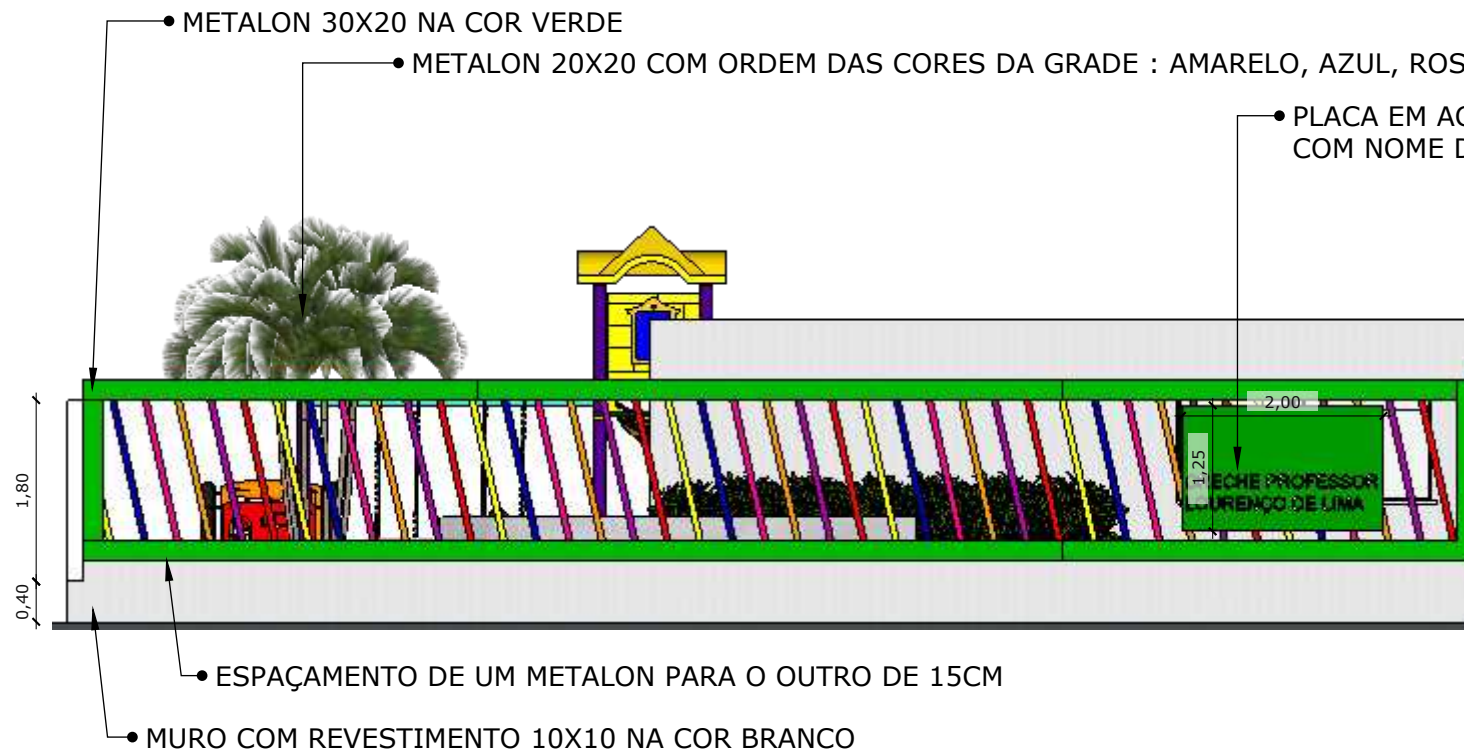 METALON 30X20 NA COR VERDE
METALON 20X20 COM ORDEM DAS CORES DA GRADE : AMARELO, AZUL, ROS
PLACA EM AC
COM NOME D
2,00
1,25
ECHE PROFESSOR
LOURENÇO DE LIMA
1,80
0,40
ESPAÇAMENTO DE UM METALON PARA O OUTRO DE 15CM
MURO COM REVESTIMENTO 10X10 NA COR BRANCO